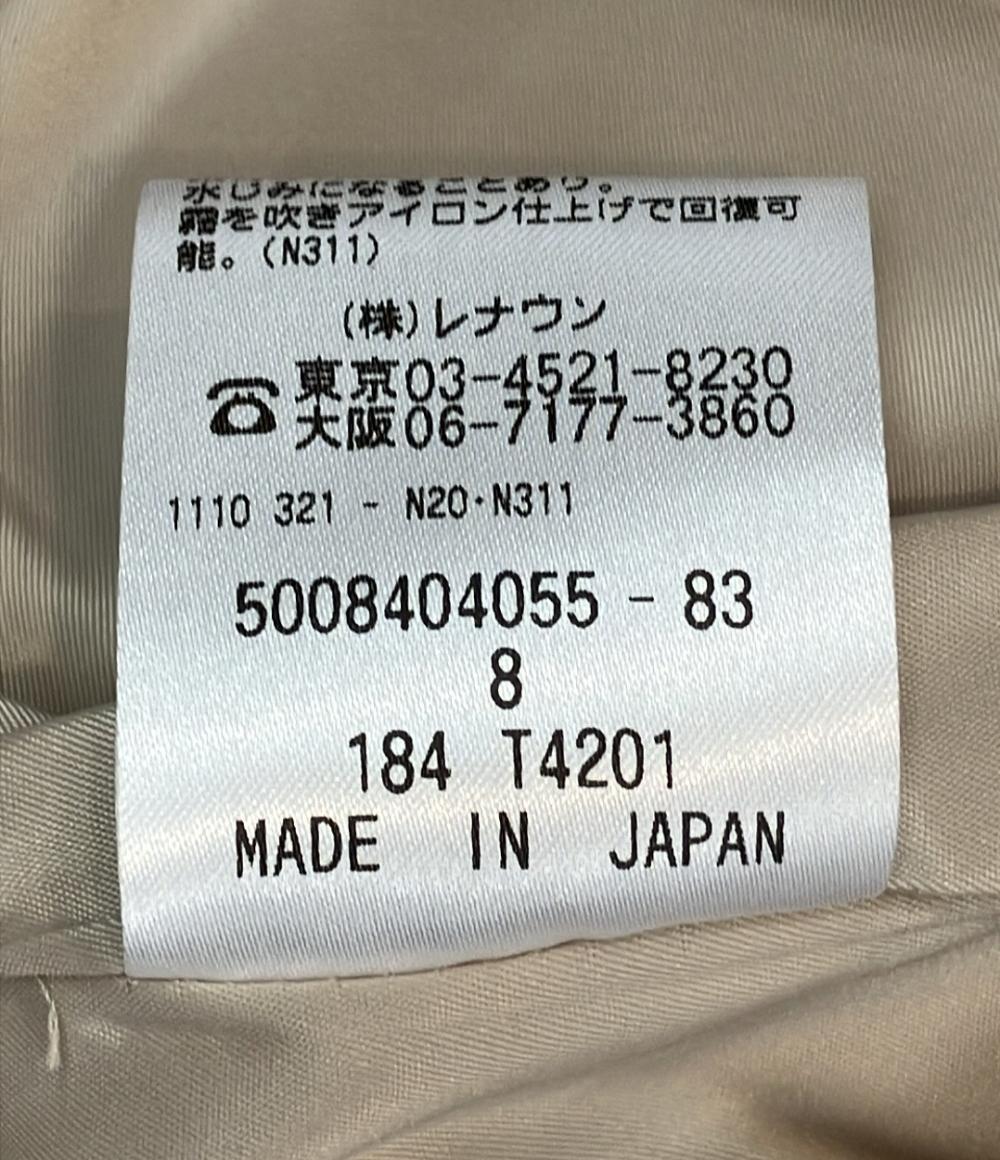 水じみになることあり。
霧を吹きアイロン仕上げで回復可
能。(N311)
(株)レナウン
☎東京03-4521-8230
大阪06-7177-3860
1110 321 - N20・N311
5008404055 - 83
8
184 T4201
MADE IN JAPAN